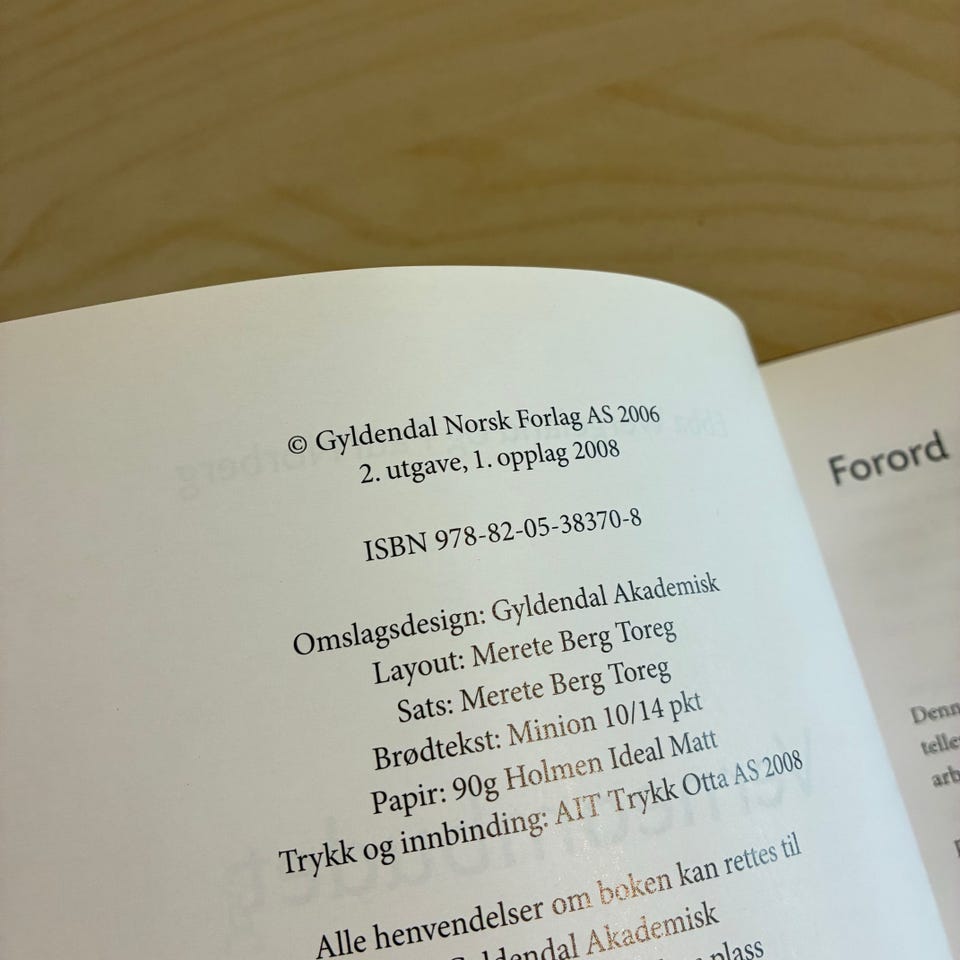 © Gyldendal Norsk Forlag AS 2006
2. utgave, 1. opplag 2008
ISBN 978-82-05-38370-8
Omslagsdesign: Gyldendal Akademisk
Layout: Merete Berg Toreg
Sats: Merete Berg Toreg
Brødtekst: Minion 10/14 pkt
Papir: 90g Holmen Ideal Matt
Trykk og innbinding: AIT Trykk Otta AS 2008
Alle henvendelser om boken kan rettes til
Gyldendal Akademisk
plass
Forord